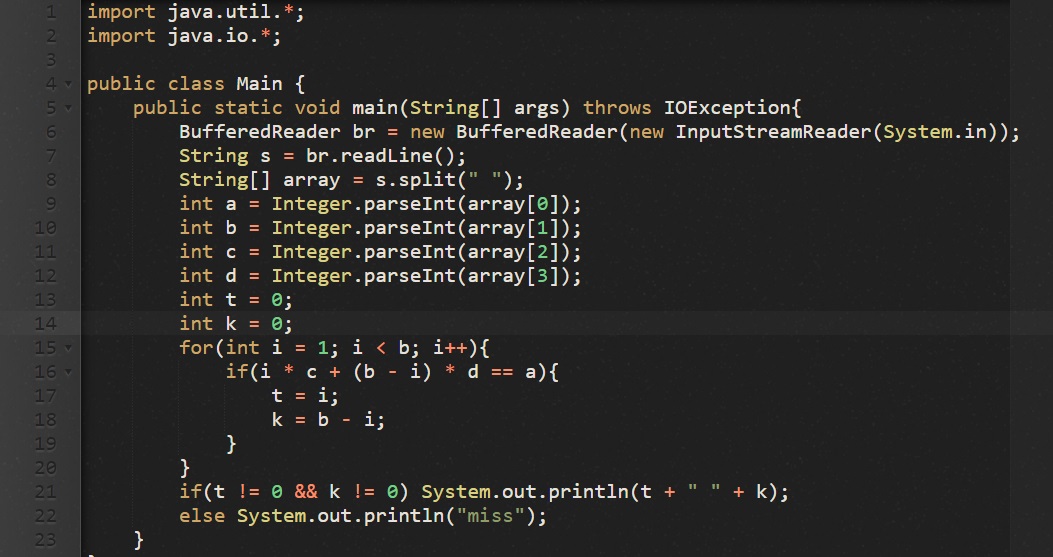 1 import java.util.*;
2 import java.io.*;
3
4 public class Main {
5     public static void main(String[] args) throws IOException{
6         BufferedReader br = new BufferedReader(new InputStreamReader(System.in));
7         String s = br.readLine();
8         String[] array = s.split(" ");
9         int a = Integer.parseInt(array[0]);
10         int b = Integer.parseInt(array[1]);
11         int c = Integer.parseInt(array[2]);
12         int d = Integer.parseInt(array[3]);
13         int t = 0;
14         int k = 0;
15         for(int i = 1; i < b; i++){
16             if(i * c + (b - i) * d == a){
17                 t = i;
18                 k = b - i;
19             }
20         }
21         if(t != 0 && k != 0) System.out.println(t + " " + k);
22         else System.out.println("miss");
23     }